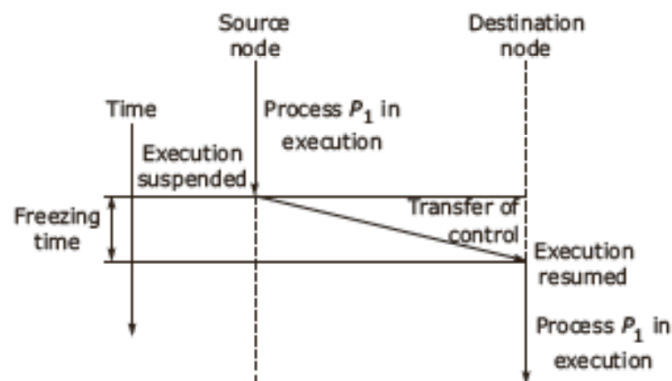 Source
node
Destination
node
Time
Process P1 in
execution
Execution
suspended
Freezing
time
Transfer of
control
Execution
resumed
Process P1 in
execution